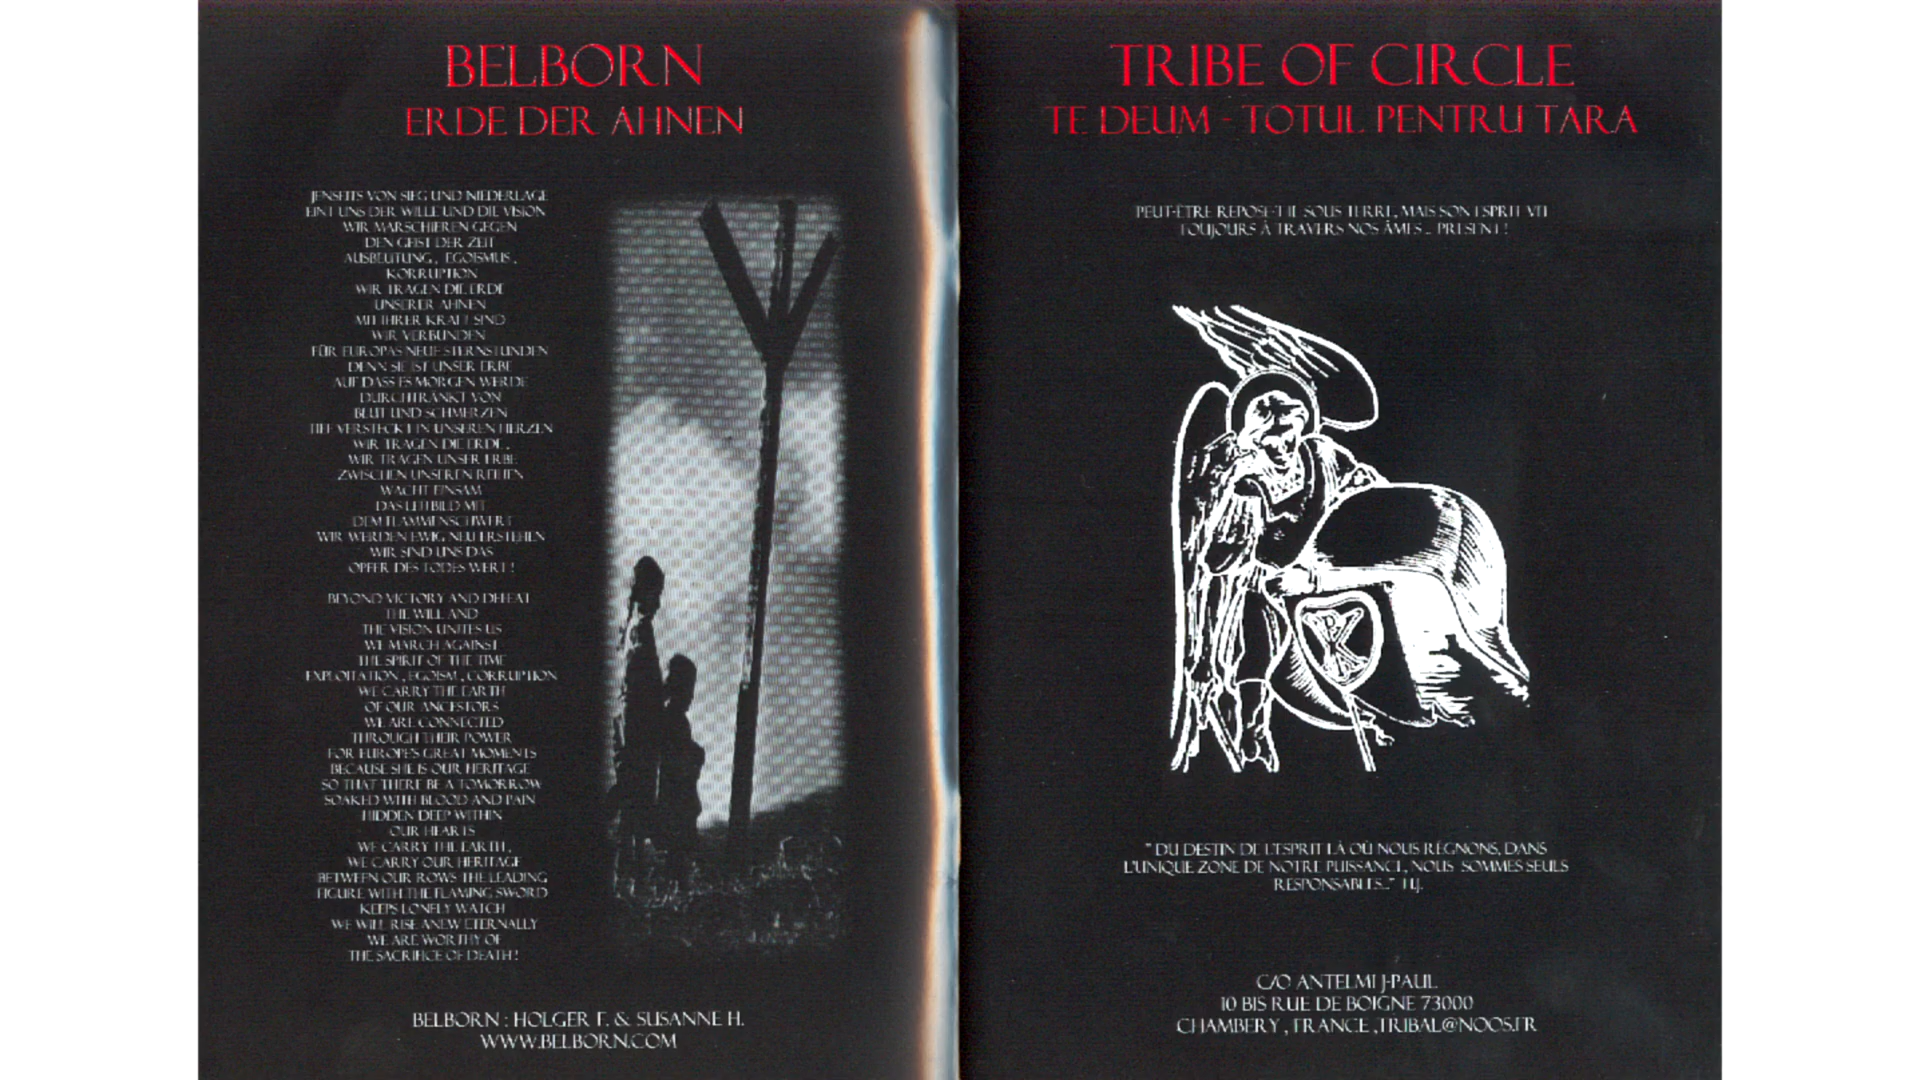 BELBORN
ERDE DER AHNEN
JENSEITS VON SIEG UND NIEDERLAGE
EINT UNS DER WILLE UND DIE VISION
WIR MARSCHIEREN GEGEN
DEN GEIST DER ZEIT
AUSBEUTUNG, EGOISMUS,
KORRUPTION
WIR TRAGEN DIE ERDE
UNSERER AHNEN
MIT IHRER KRAFT SIND
WIR VERBUNDEN
FÜR EUROPAS NEUE STERNSTUNDEN
DENN SIE IST UNSER ERBE
AUF DASS ES MORGEN WERDE
DURCHTRÄNKT VON
BLUT UND SCHMERZEN
TIEF VERSTECKT IN UNSEREN HERZEN
WIR TRAGEN DIE ERDE,
WIR TRAGEN UNSER ERBE
ZWISCHEN UNSEREN REIHEN
WACHT EINSAM
DAS LEITBILD MIT
DEM FLAMMENSCHWERT
WIR WERDEN EWIG NEU ERSTEHEN
WIR SIND UNS DAS
OPFER DES TODES WERT!
BEYOND VICTORY AND DEFEAT
THE WILL AND
THE VISION UNITES US
WE MARCH AGAINST
THE SPIRIT OF THE TIME
EXPLOITATION, EGOISM, CORRUPTION
WE CARRY THE EARTH
OF OUR ANCESTORS
WE ARE CONNECTED
THROUGH THEIR POWER
FOR EUROPE'S GREAT MOMENTS
BECAUSE SHE IS OUR HERITAGE
SO THAT THERE BE A TOMORROW
SOAKED WITH BLOOD AND PAIN
HIDDEN DEEP WITHIN
OUR HEARTS
WE CARRY THE EARTH,
WE CARRY OUR HERITAGE
BETWEEN OUR ROWS THE LEADING
FIGURE WITH THE FLAMING SWORD
KEEPS LONELY WATCH
WE WILL RISE ANEW ETERNALLY
WE ARE WORTHY OF
THE SACRIFICE OF DEATH!
BELBORN : HOLGER F. & SUSANNE H.
WWW.BELBORN.COM
TRIBE OF CIRCLE
TE DEUM - TOTUL PENTRU TARA
PEUT-ÊTRE REPOSE-T-IL SOUS TERRE, MAIS SON ESPRIT VIT
TOUJOURS À TRAVERS NOS ÂMES... PRESENT!
" DU DESTIN DE L'ESPRIT LÀ OÙ NOUS RÉGNONS, DANS
L'UNIQUE ZONE DE NOTRE PUISSANCE, NOUS SOMMES SEULS
RESPONSABLES..."
C/O ANTELMI J-PAUL
10 BIS RUE DE BOIGNE 73000
CHAMBERY, FRANCE, TRIBAL@NOOS.FR